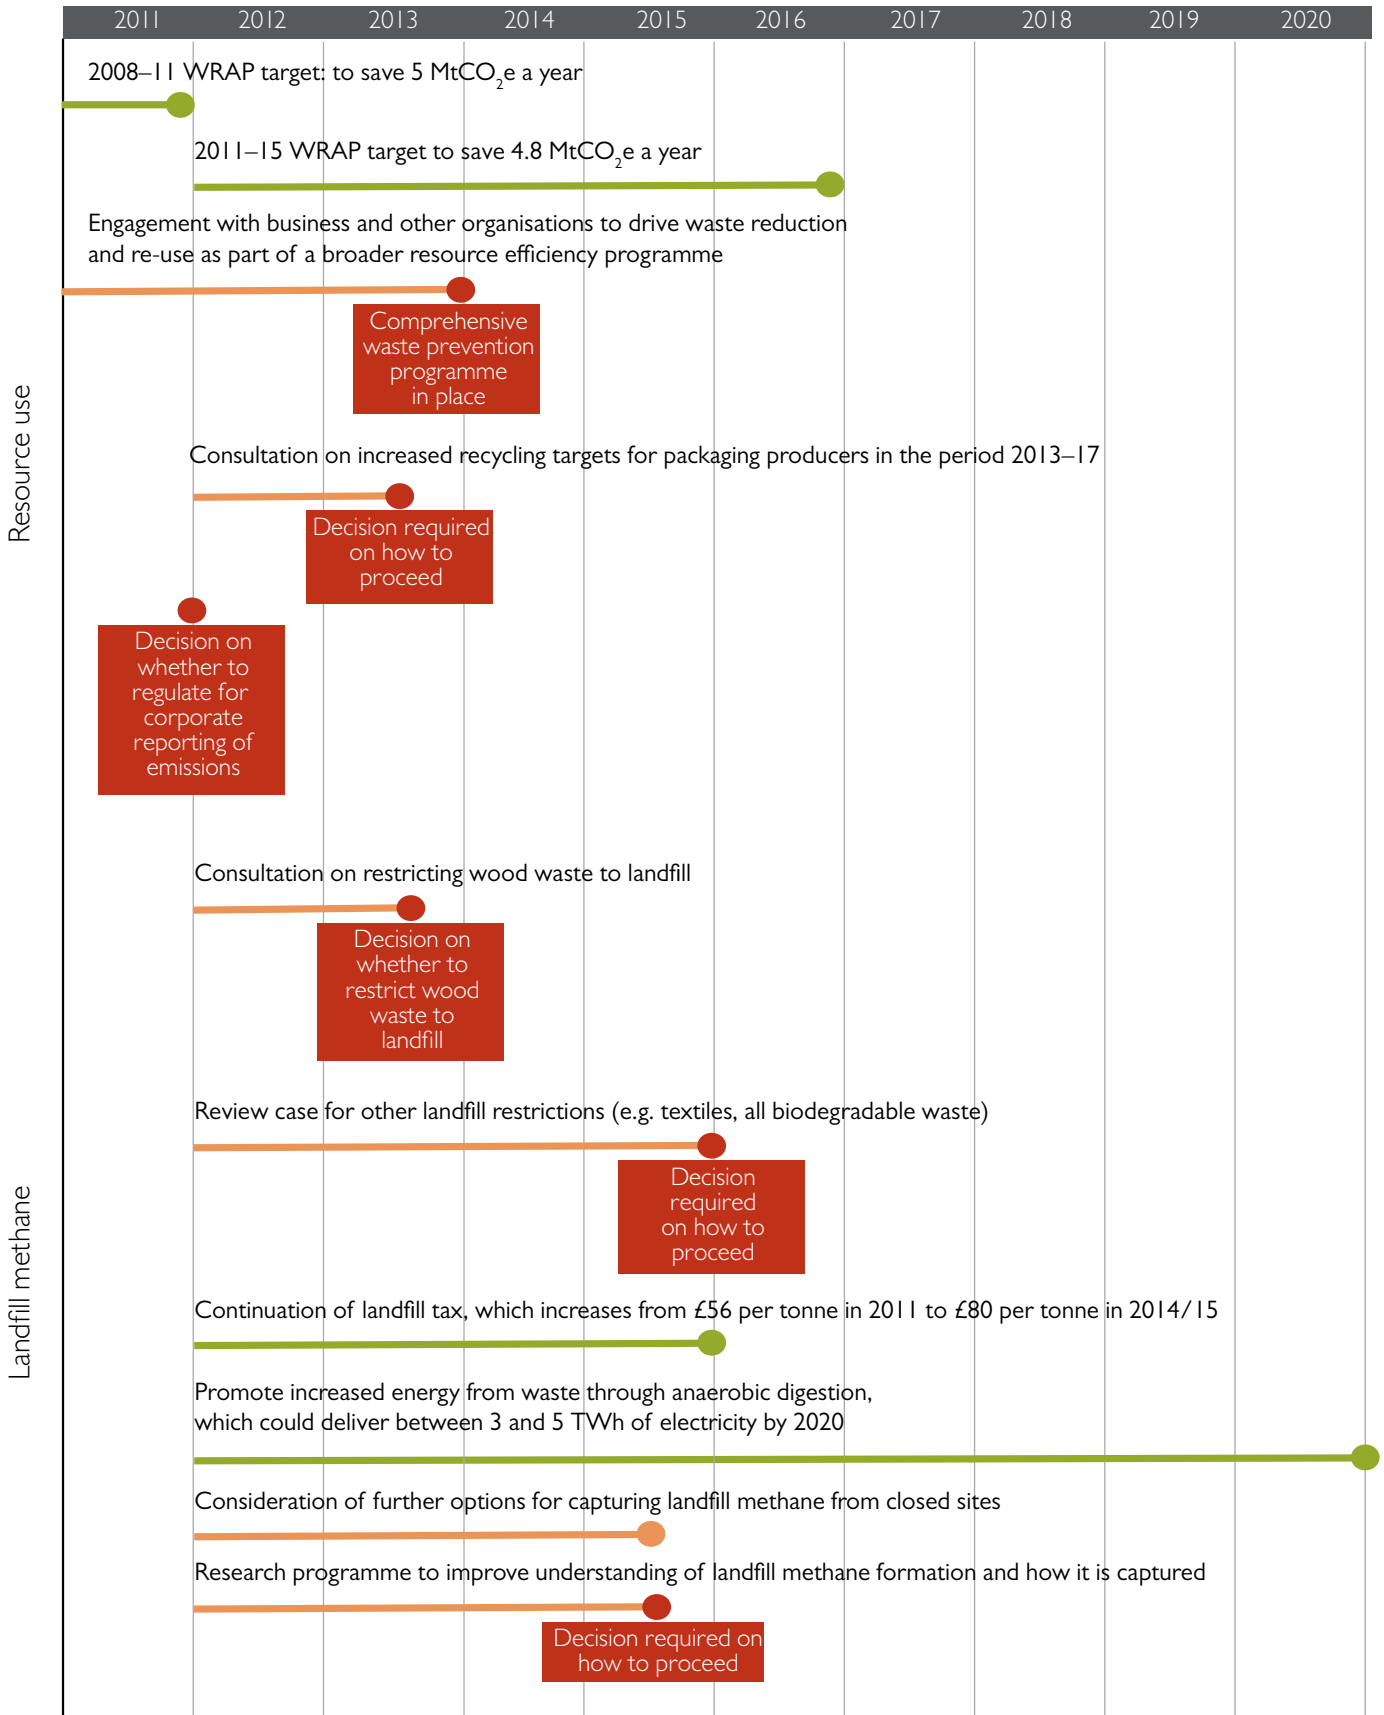 2011 2012 2013 2014 2015 2016 2017 2018 2019 2020
Resource use
2008–11 WRAP target: to save 5 MtCO₂e a year
2011–15 WRAP target to save 4.8 MtCO₂e a year
Engagement with business and other organisations to drive waste reduction
and re-use as part of a broader resource efficiency programme
Comprehensive
waste prevention
programme
in place
Consultation on increased recycling targets for packaging producers in the period 2013–17
Decision required
on how to
proceed
Decision on
whether to
regulate for
corporate
reporting of
emissions
Landfill methane
Consultation on restricting wood waste to landfill
Decision on
whether to
restrict wood
waste to
landfill
Review case for other landfill restrictions (e.g. textiles, all biodegradable waste)
Decision
required
on how to
proceed
Continuation of landfill tax, which increases from £56 per tonne in 2011 to £80 per tonne in 2014/15
Promote increased energy from waste through anaerobic digestion,
which could deliver between 3 and 5 TWh of electricity by 2020
Consideration of further options for capturing landfill methane from closed sites
Research programme to improve understanding of landfill methane formation and how it is captured
Decision required on
how to proceed